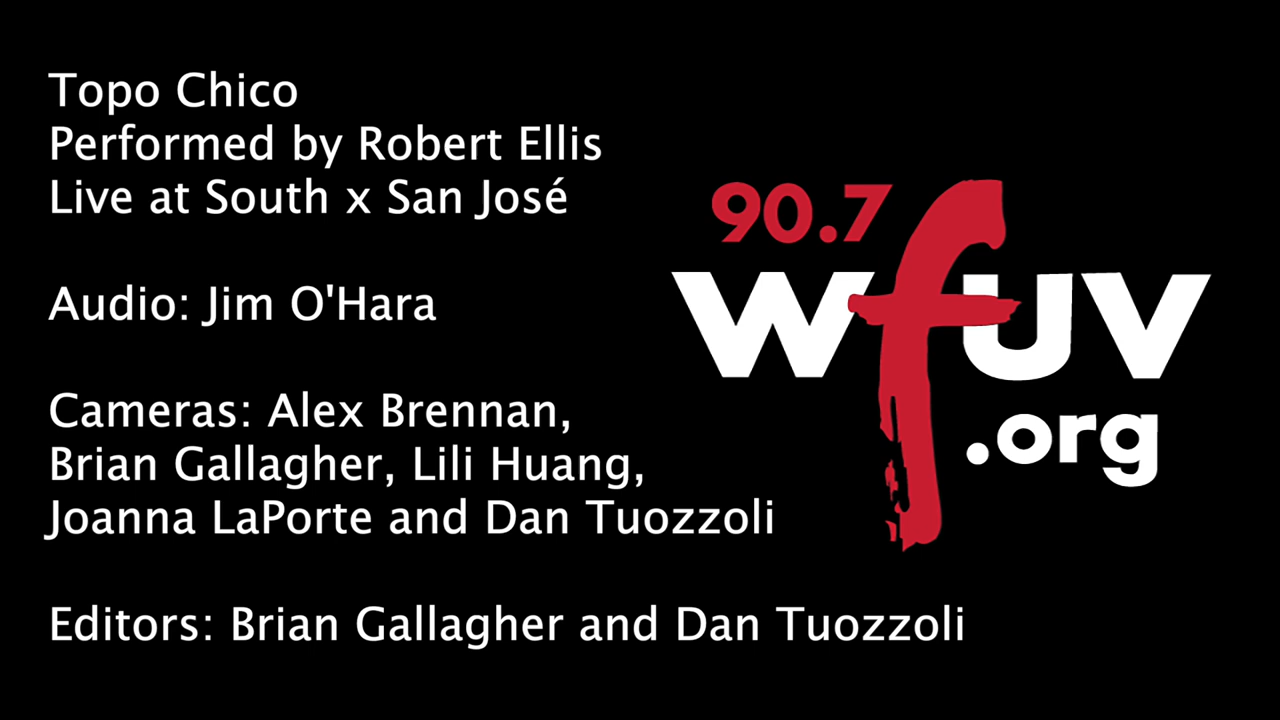 Topo Chico
Performed by Robert Ellis
Live at South x San José
Audio: Jim O'Hara
Cameras: Alex Brennan,
Brian Gallagher, Lili Huang,
Joanna LaPorte and Dan Tuozzoli
Editors: Brian Gallagher and Dan Tuozzoli
90.7
wfuv
.org